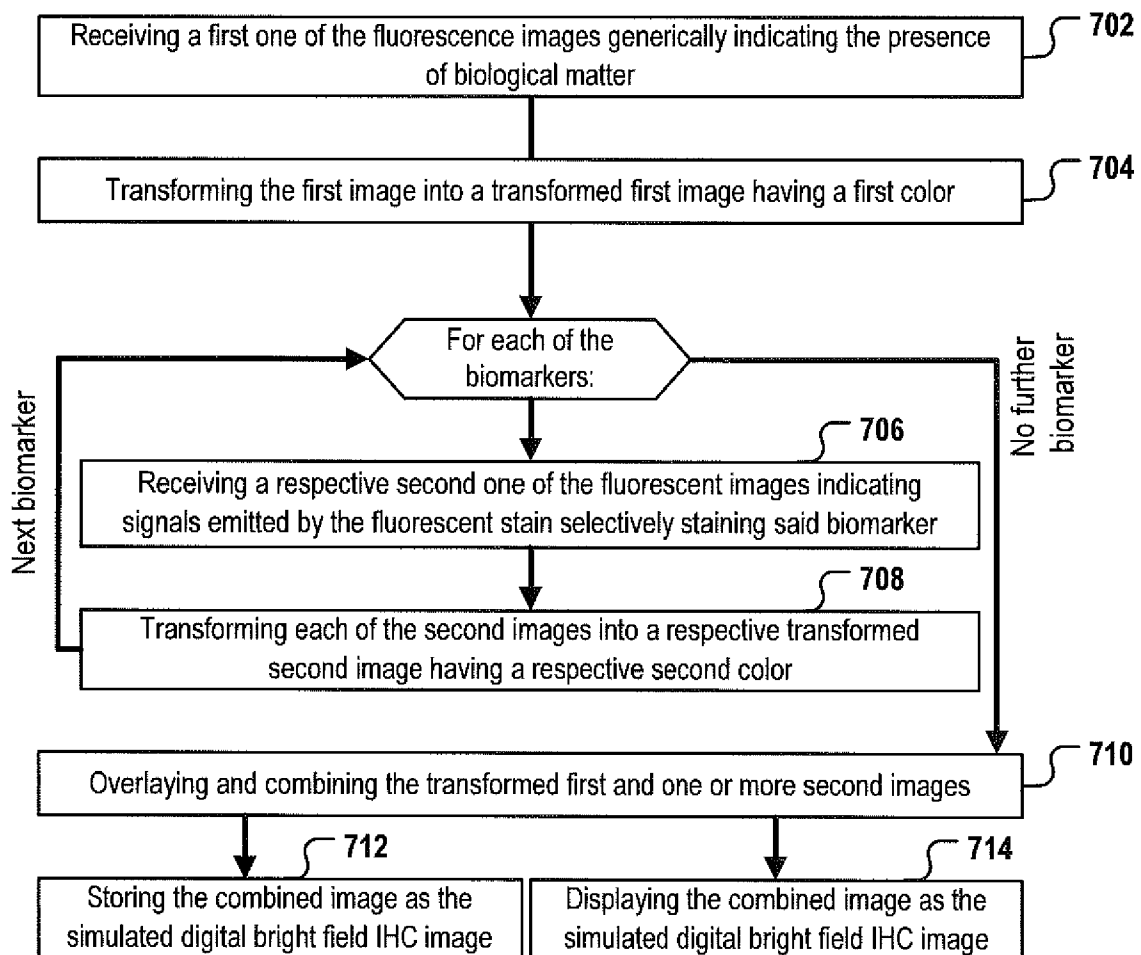 Receiving a first one of the fluorescence images generically indicating the presence
of biological matter
702
Transforming the first image into a transformed first image having a first color
704
For each of the
biomarkers:
Next biomarker
No further
biomarker
706
Receiving a respective second one of the fluorescent images indicating
signals emitted by the fluorescent stain selectively staining said biomarker
708
Transforming each of the second images into a respective transformed
second image having a respective second color
710
Overlaying and combining the transformed first and one or more second images
712
Storing the combined image as the
simulated digital bright field IHC image
714
Displaying the combined image as the
simulated digital bright field IHC image